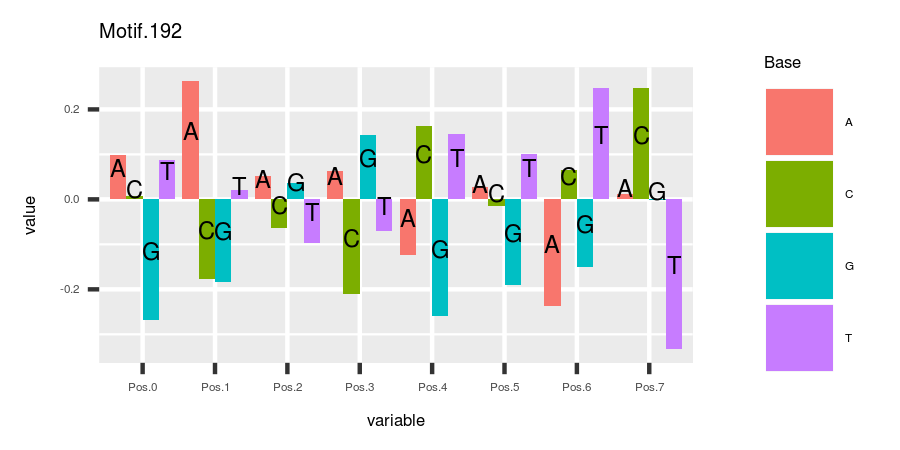 Motif.192
Base
A
C
G
T
value
0.2
0.0
-0.2
A C G T
A C G T
A C G T
A C G T
A C G T
A C G T
A C G T
A C G T
Pos.0 Pos.1 Pos.2 Pos.3 Pos.4 Pos.5 Pos.6 Pos.7
variable